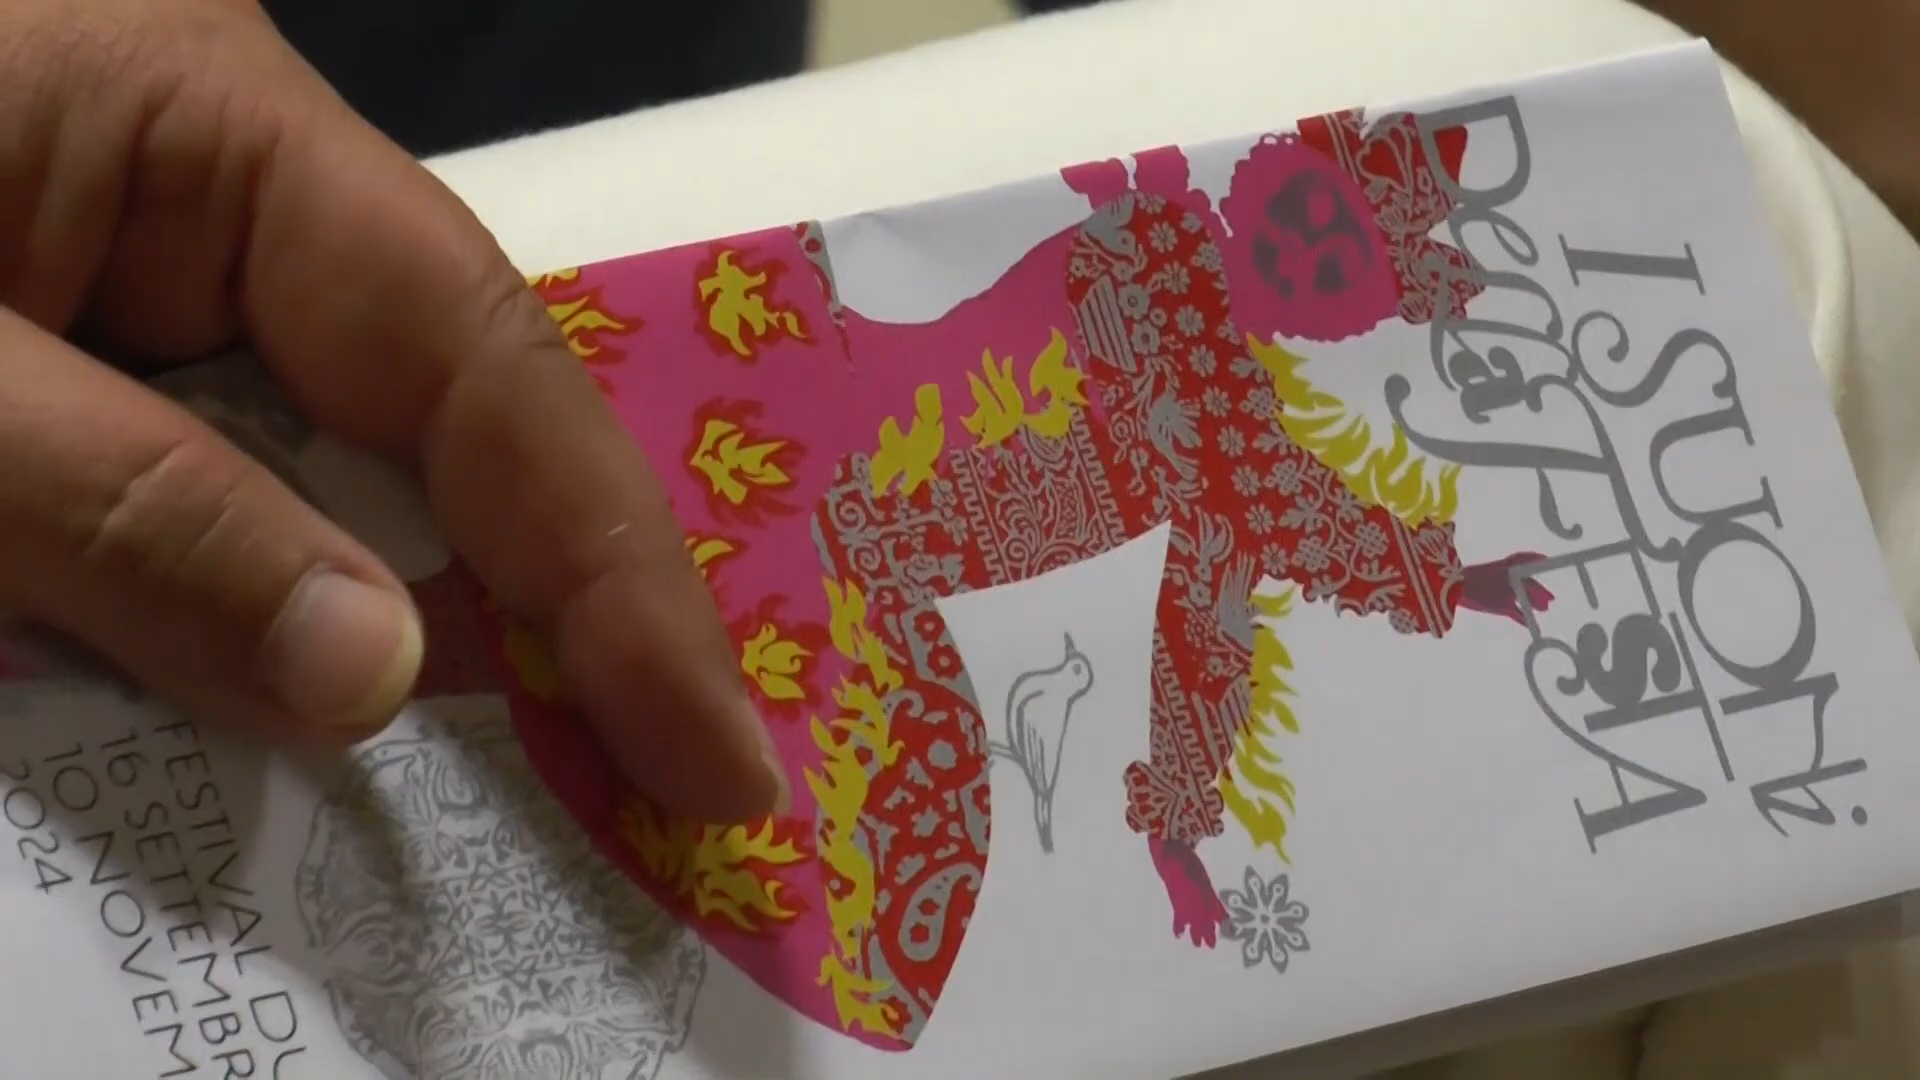 I SUONI
Della FESTA
FESTIVAL DU
16 SETTEMBR
10 NOVEM
2024